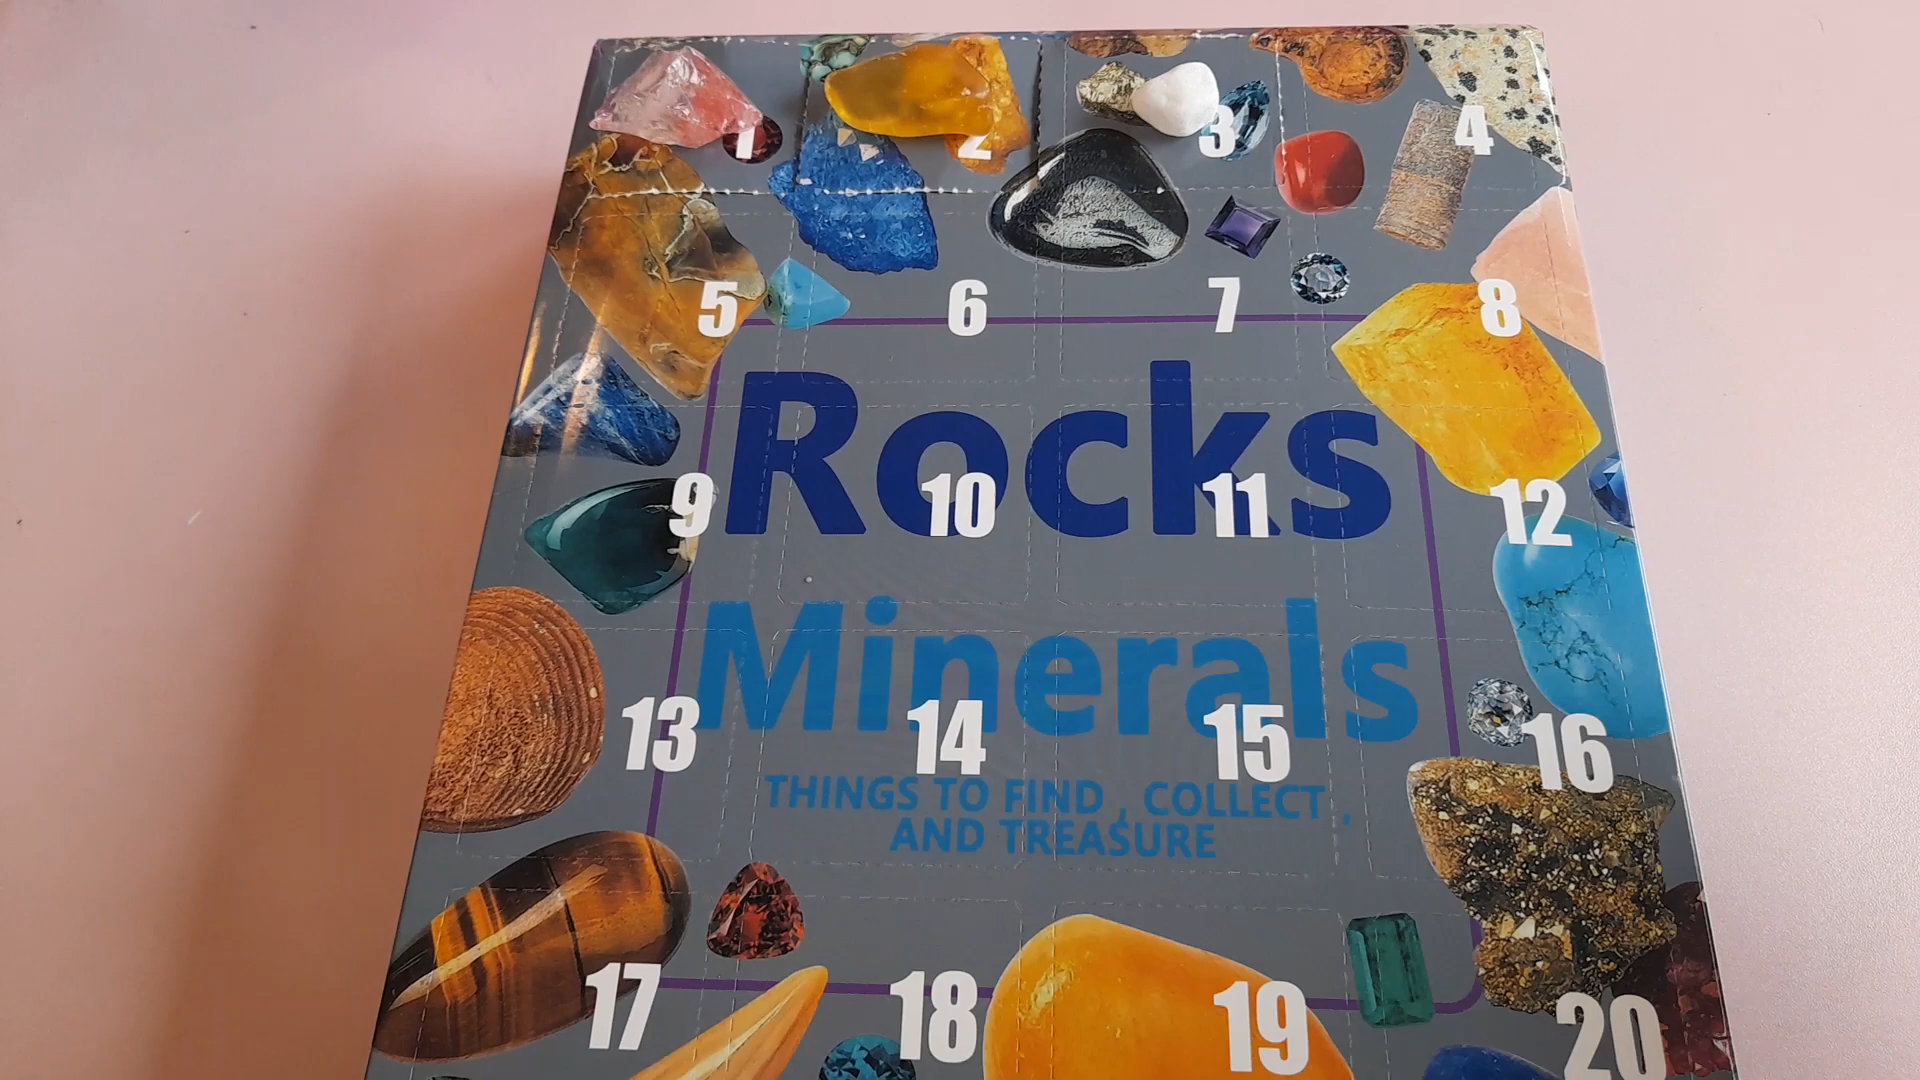 1 2 3 4
5 6 7 8
Rocks
9 10 11 12
Minerals
13 14 15 16
THINGS TO FIND , COLLECT ,
AND TREASURE
17 18 19 20